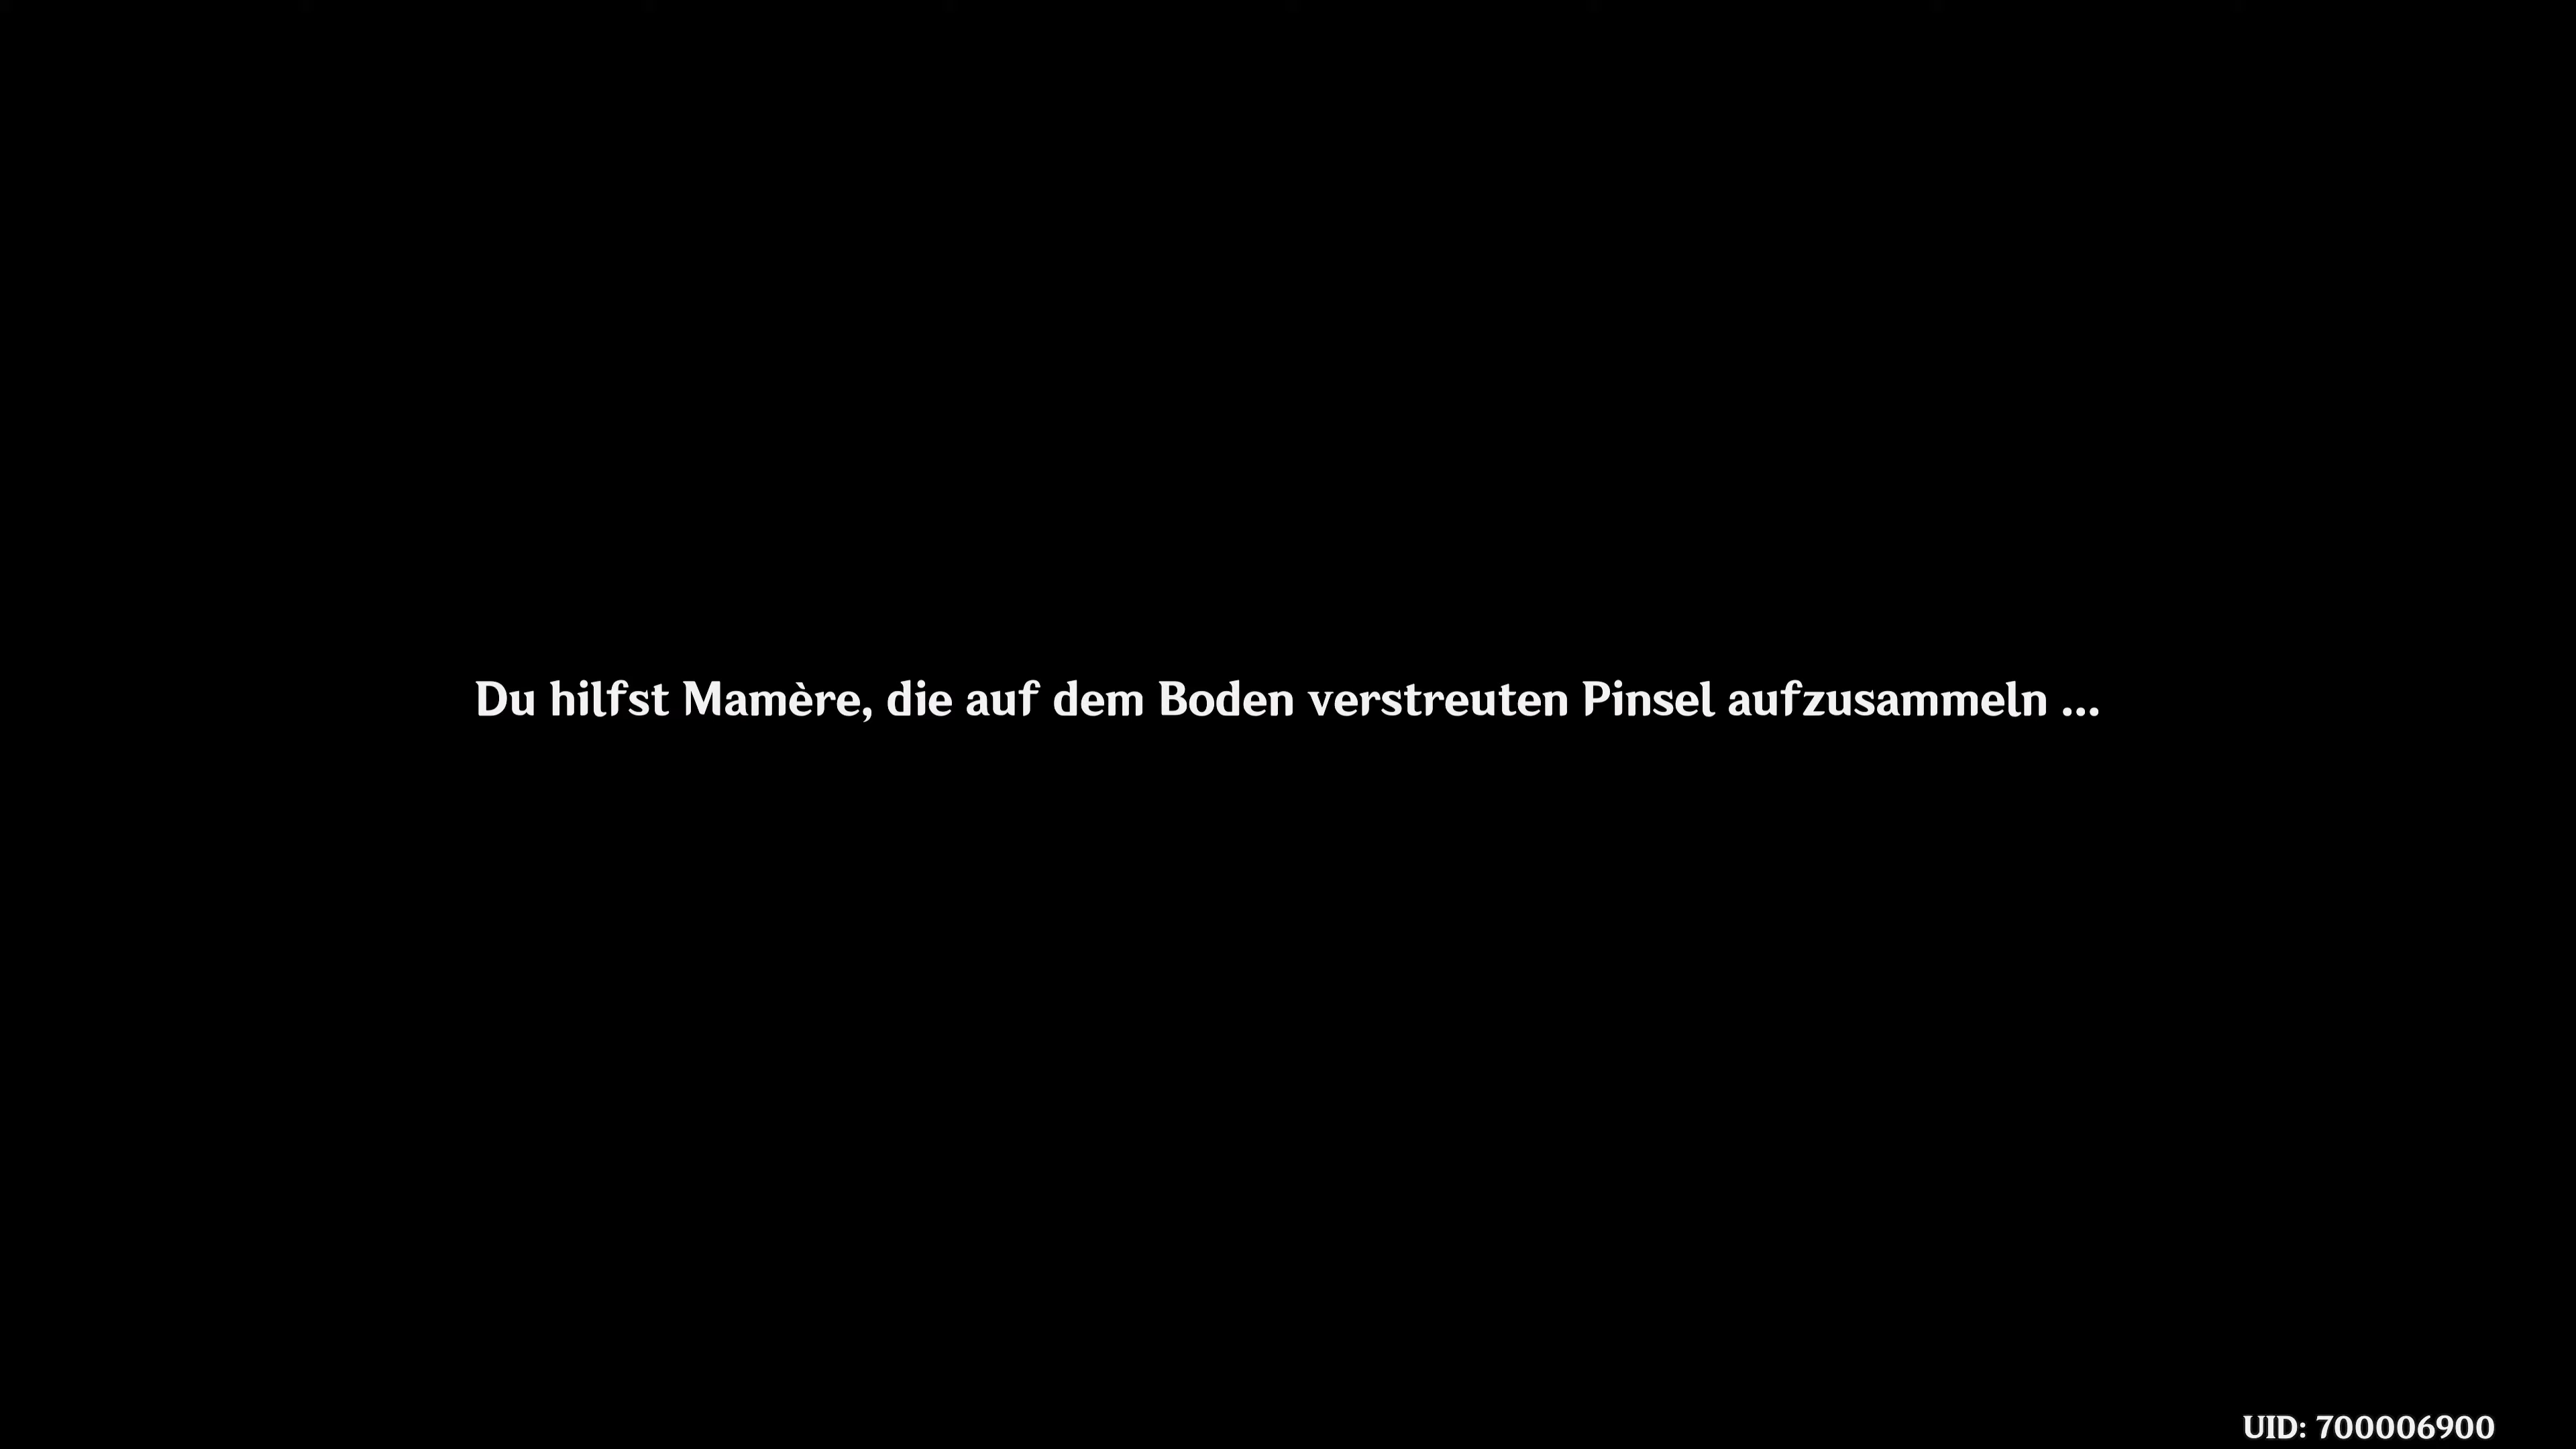 Du hilfst Mamère, die auf dem Boden verstreuten Pinsel aufzusammeln ...
UID: 700006900